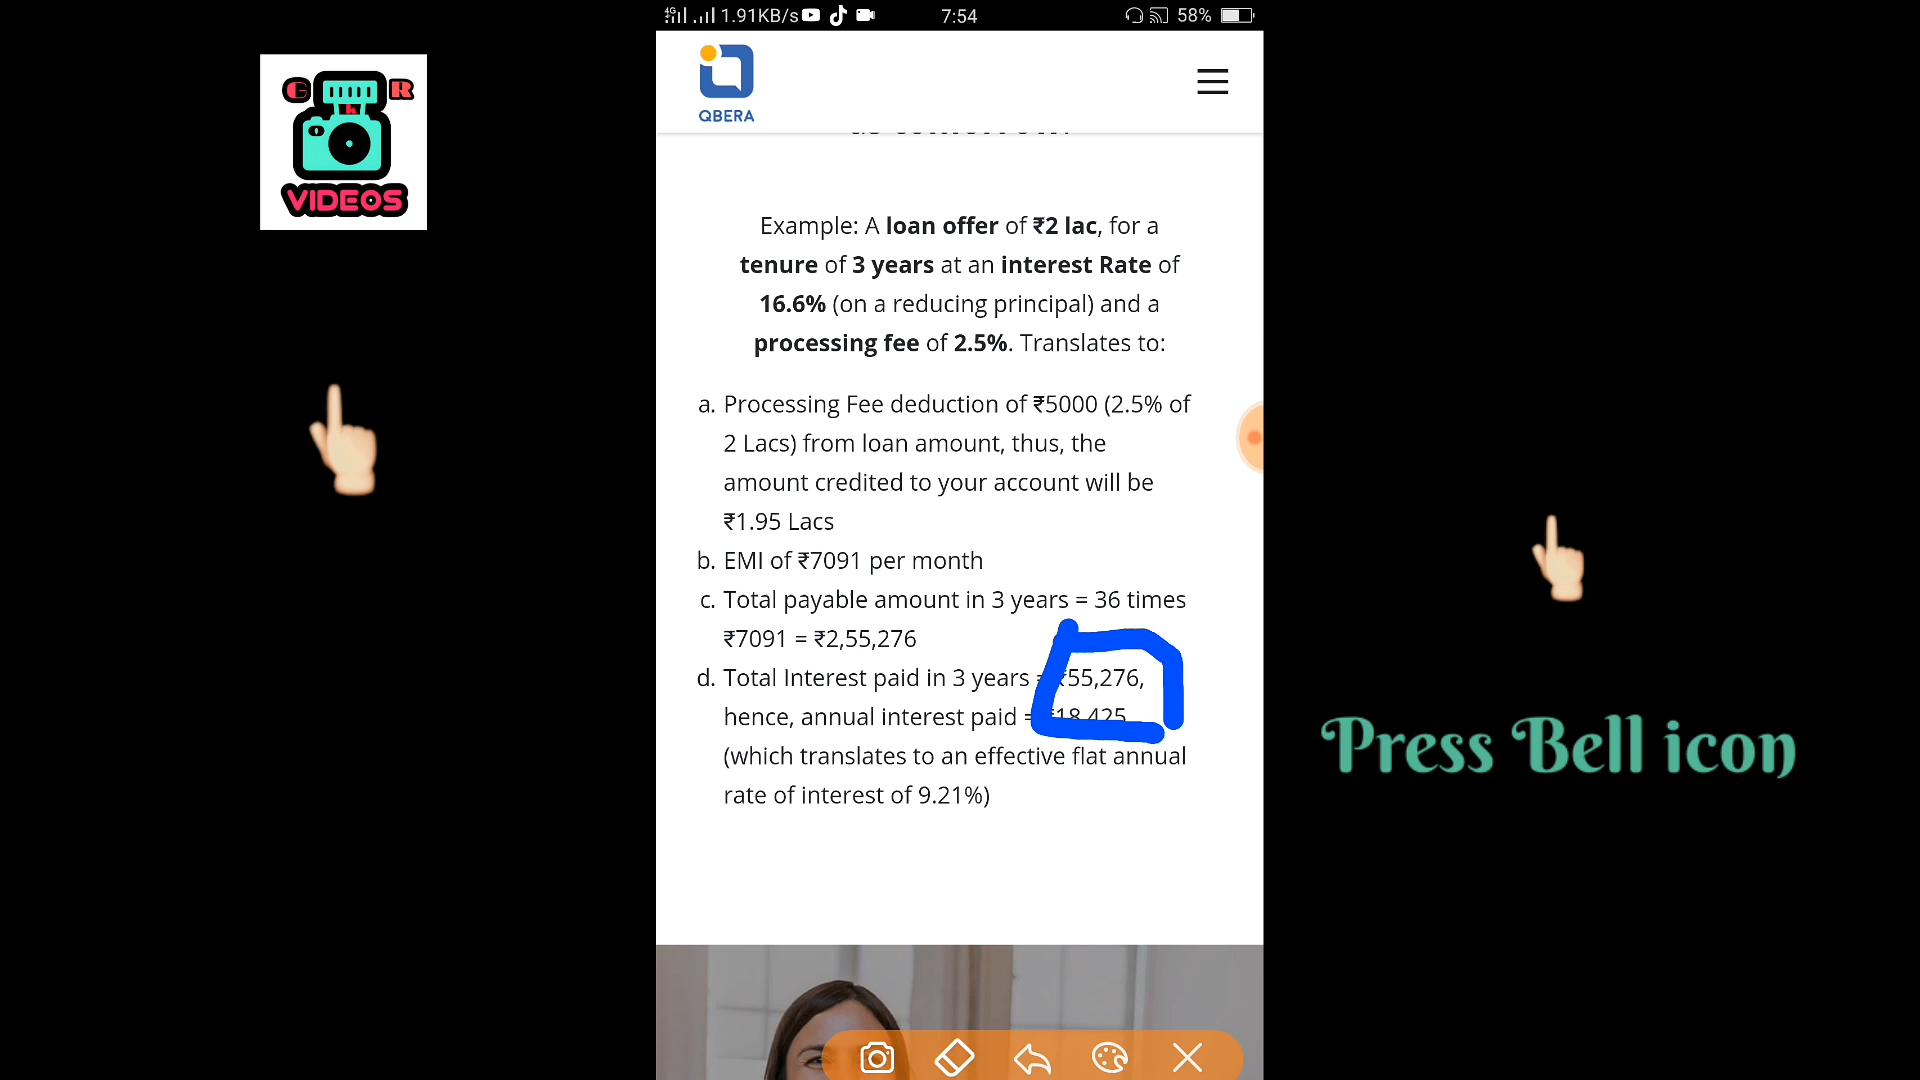 1.91KB/s
7:54
58%
G R
VIDEOS
QBERA
Example: A loan offer of ₹2 lac, for a
tenure of 3 years at an interest Rate of
16.6% (on a reducing principal) and a
processing fee of 2.5%. Translates to:
a. Processing Fee deduction of ₹5000 (2.5% of
2 Lacs) from loan amount, thus, the
amount credited to your account will be
₹1.95 Lacs
b. EMI of ₹7091 per month
c. Total payable amount in 3 years = 36 times
₹7091 = ₹2,55,276
d. Total Interest paid in 3 years = ₹55,276,
hence, annual interest paid = ₹18,425
(which translates to an effective flat annual
rate of interest of 9.21%)
Press Bell icon